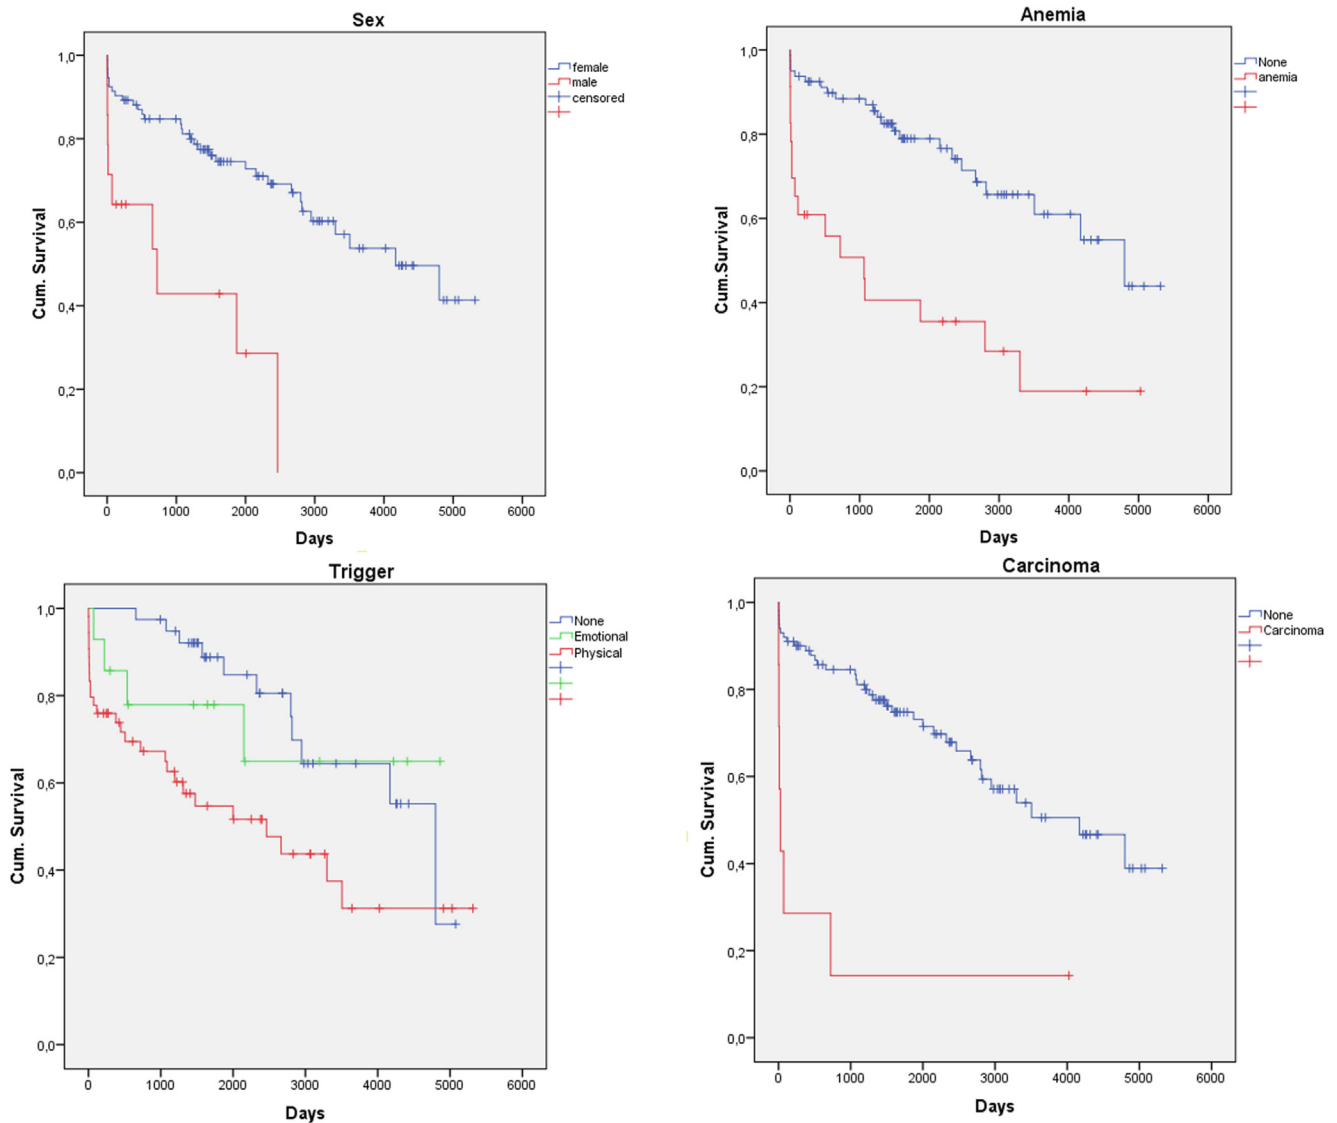 Sex
1,0
0,8
0,6
0,4
0,2
0,0
Cum. Survival
0 1000 2000 3000 4000 5000 6000
Days
female
male
censored
Anemia
1,0
0,8
0,6
0,4
0,2
0,0
Cum.Survival
0 1000 2000 3000 4000 5000 6000
Days
None
anemia
Trigger
1,0
0,8
0,6
0,4
0,2
0,0
Cum. Survival
0 1000 2000 3000 4000 5000 6000
Days
None
Emotional
Physical
Carcinoma
1,0
0,8
0,6
0,4
0,2
0,0
Cum. Survival
0 1000 2000 3000 4000 5000 6000
Days
None
Carcinoma